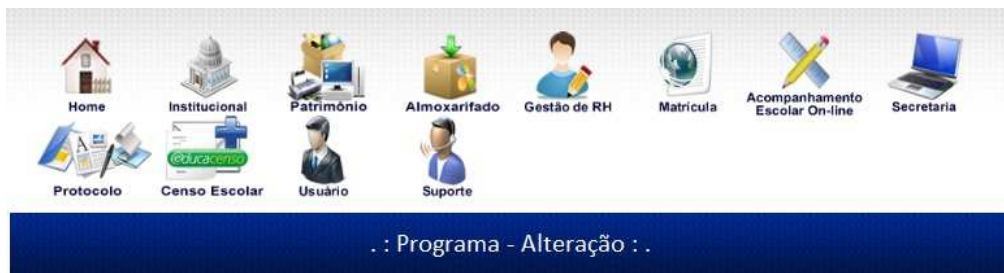 Home Institucional Patrimônio Almoxarifado Gestão de RH Matrícula Acompanhamento Escolar On-line Secretaria
educacenso
Protocolo Censo Escolar Usuário Suporte
. : Programa - Alteração : .